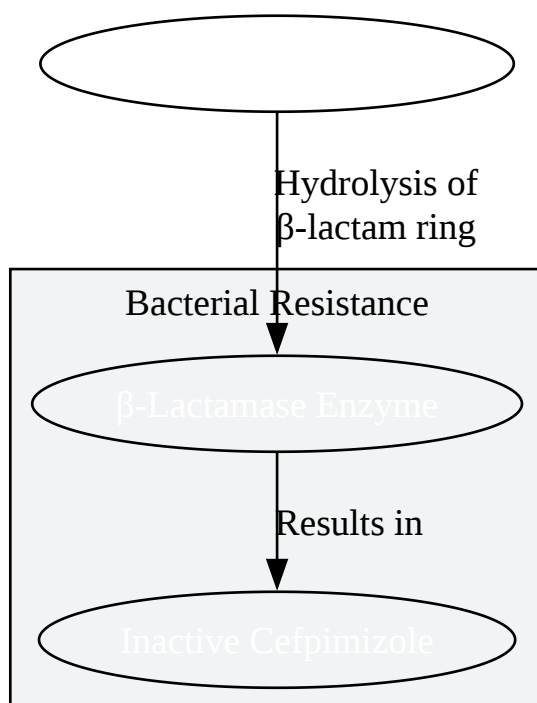 Hydrolysis of
β-lactam ring
Bacterial Resistance
β-Lactamase Enzyme
Results in
Inactive Cefpimizole